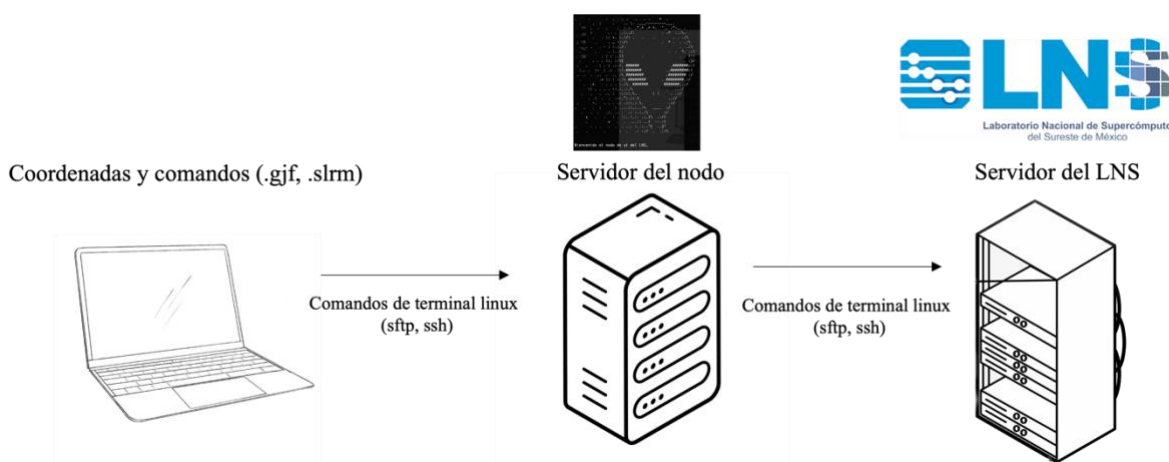 LNS
Laboratorio Nacional de Supercómputo
del Sureste de México
Coordenadas y comandos (.gjf, .slrm)
Servidor del nodo
Servidor del LNS
Comandos de terminal linux
(sftp, ssh)
Comandos de terminal linux
(sftp, ssh)